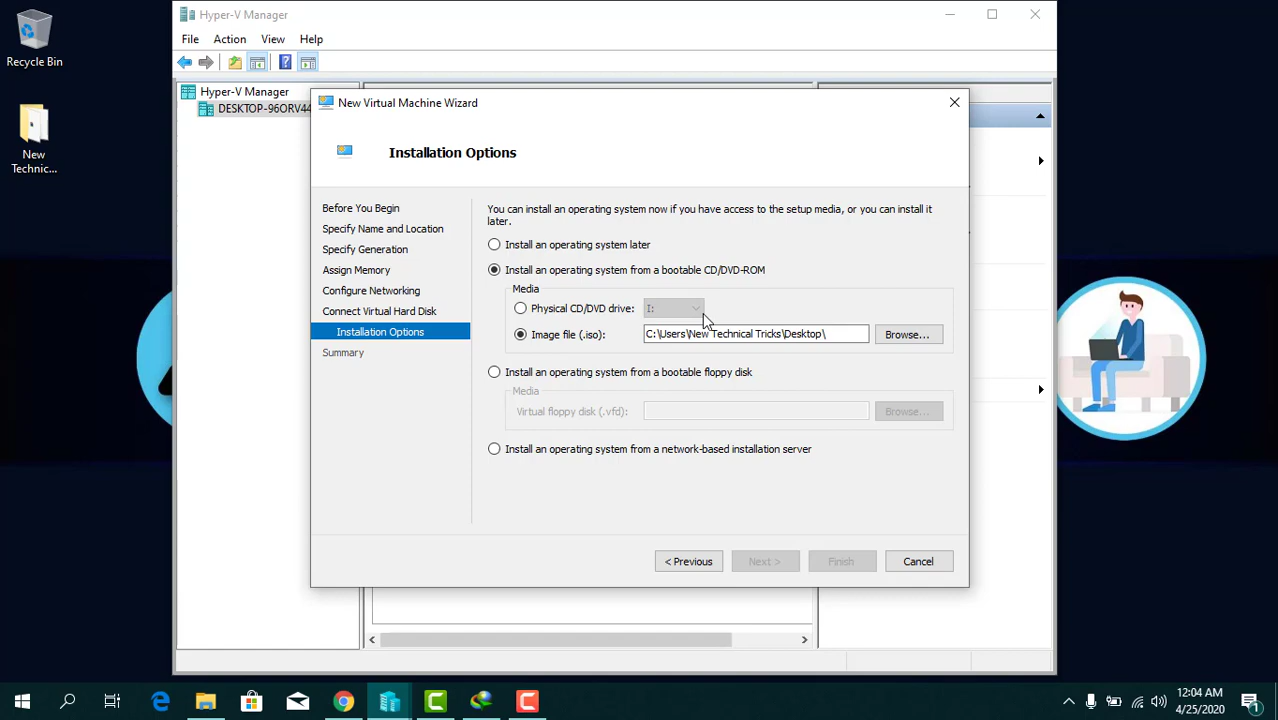 Hyper-V Manager
File Action View Help
Recycle Bin
Hyper-V Manager
DESKTOP-96ORV44
New
Technic...
New Virtual Machine Wizard
Installation Options
Before You Begin
Specify Name and Location
Specify Generation
Assign Memory
Configure Networking
Connect Virtual Hard Disk
Installation Options
Summary
You can install an operating system now if you have access to the setup media, or you can install it
later.
Install an operating system later
Install an operating system from a bootable CD/DVD-ROM
Media
Physical CD/DVD drive: I:
Image file (.iso): C:\Users\New Technical Tricks\Desktop\ Browse...
Install an operating system from a bootable floppy disk
Media
Virtual floppy disk (.vfd): Browse...
Install an operating system from a network-based installation server
< Previous Next > Finish Cancel
12:04 AM
4/25/2020
1